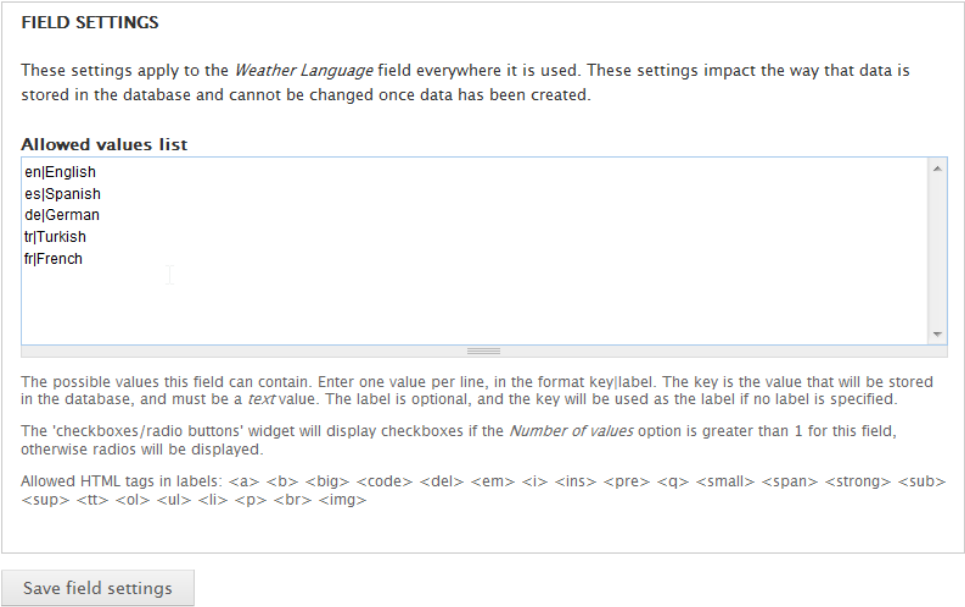 FIELD SETTINGS
These settings apply to the Weather Language field everywhere it is used. These settings impact the way that data is
stored in the database and cannot be changed once data has been created.
Allowed values list
en|English
es|Spanish
de|German
tr|Turkish
fr|French
The possible values this field can contain. Enter one value per line, in the format key|label. The key is the value that will be stored
in the database, and must be a text value. The label is optional, and the key will be used as the label if no label is specified.
The 'checkboxes/radio buttons' widget will display checkboxes if the Number of values option is greater than 1 for this field,
otherwise radios will be displayed.
Allowed HTML tags in labels: <a> <b> <big> <code> <del> <em> <i> <ins> <pre> <q> <small> <span> <strong> <sub>
<sup> <tt> <ol> <ul> <li> <p> <br> <img>
Save field settings